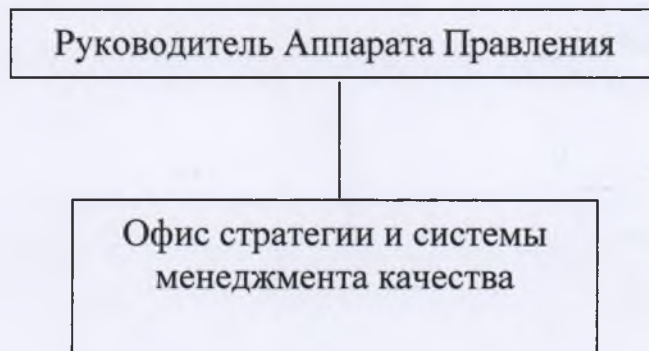 Руководитель Аппарата Правления
Офис стратегии и системы
менеджмента качества